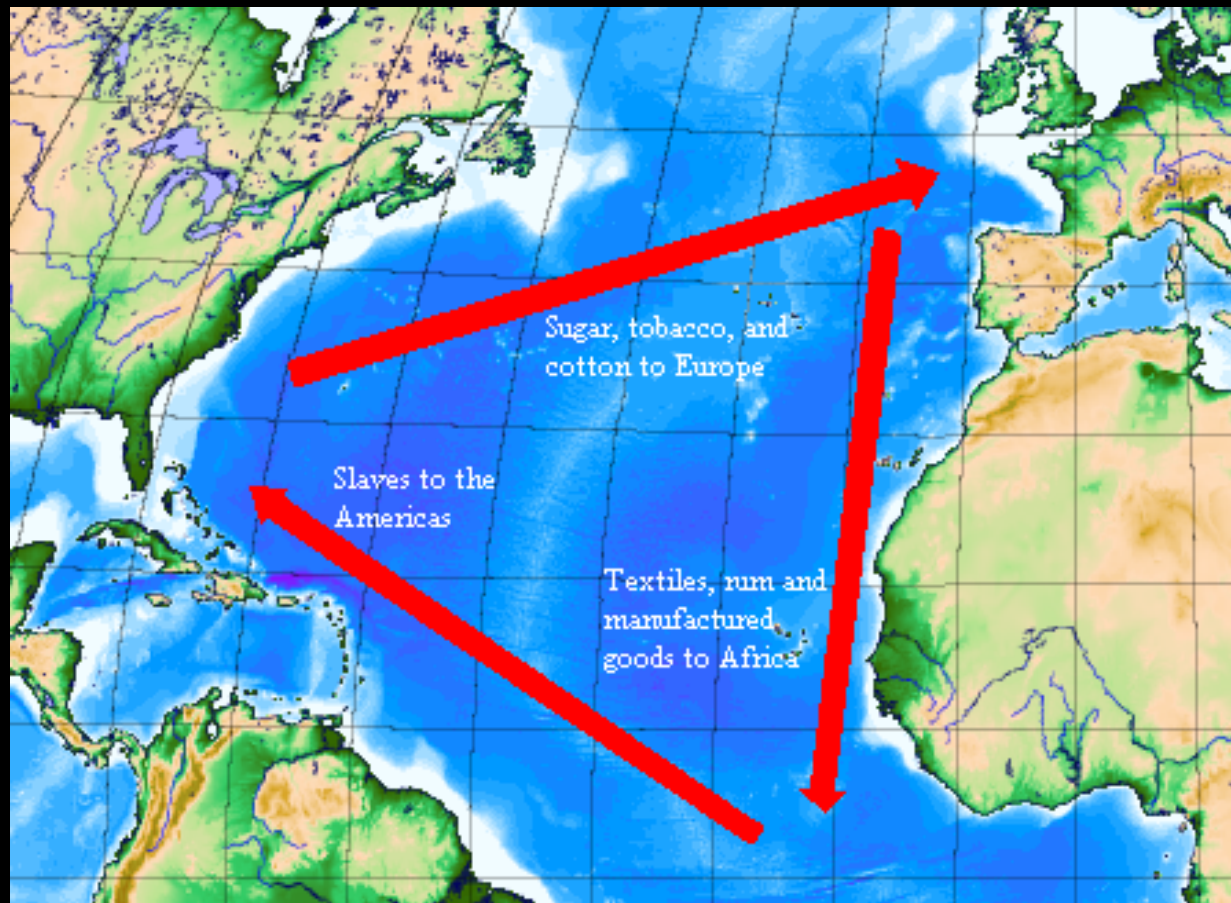 Sugar, tobacco, and
cotton to Europe
Slaves to the
Americas
Textiles, rum and
manufactured
goods to Africa